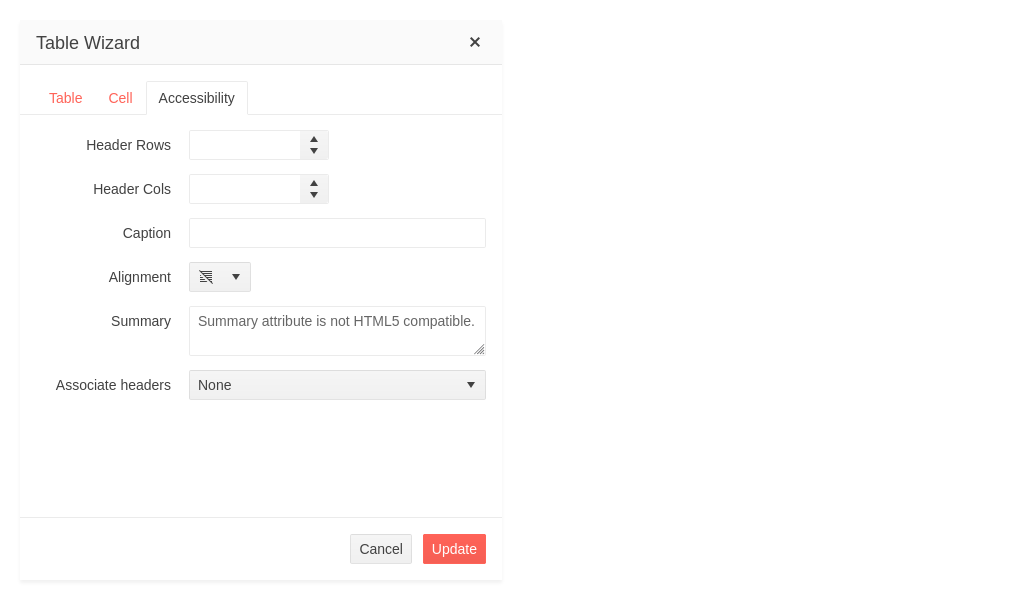 Table Wizard
Table Cell Accessibility
Header Rows
Header Cols
Caption
Alignment
Summary Summary attribute is not HTML5 compatible.
Associate headers None
Cancel Update